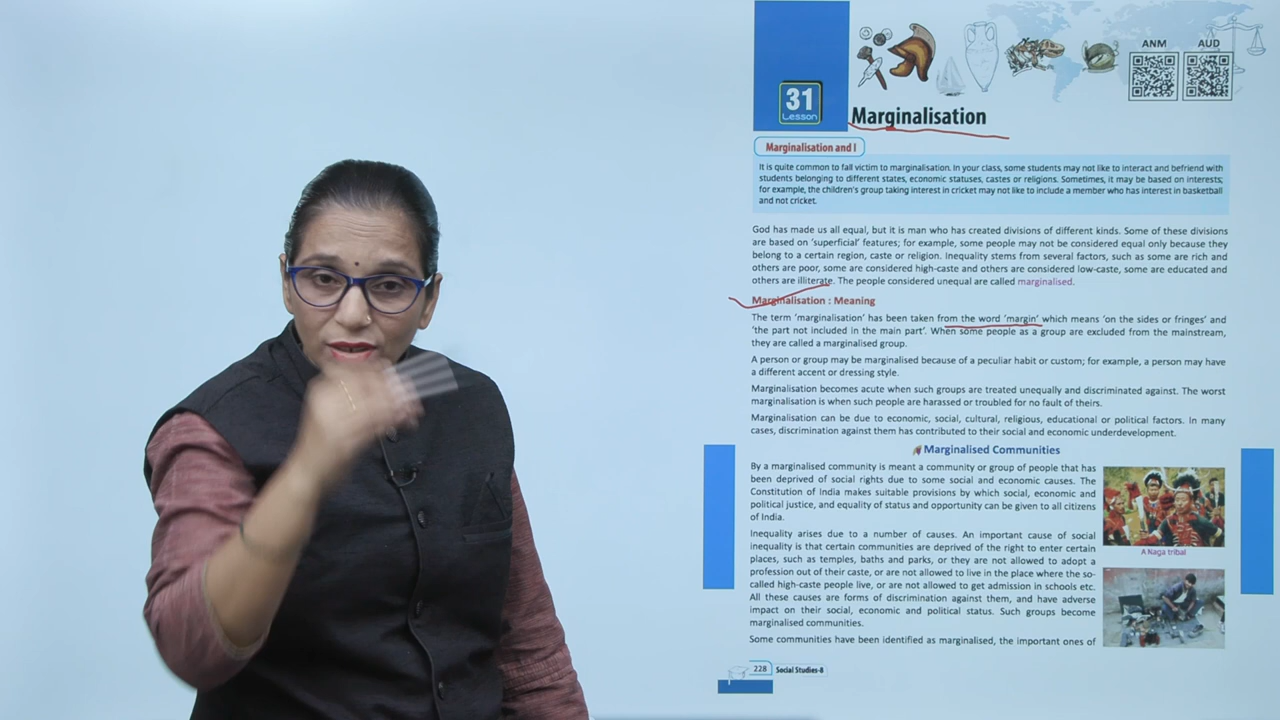 ANM AUD
31
Lesson
Marginalisation
Marginalisation and I
It is quite common to fall victim to marginalisation. In your class, some students may not like to interact and befriend with
students belonging to different states, economic statuses, castes or religions. Sometimes, it may be based on interests;
for example, the children's group taking interest in cricket may not like to include a member who has interest in basketball
and not cricket.
God has made us all equal, but it is man who has created divisions of different kinds. Some of these divisions
are based on 'superficial' features; for example, some people may not be considered equal only because they
belong to a certain region, caste or religion. Inequality stems from several factors, such as some are rich and
others are poor, some are considered high-caste and others are considered low-caste, some are educated and
others are illiterate. The people considered unequal are called marginalised.
Marginalisation : Meaning
The term 'marginalisation' has been taken from the word 'margin' which means 'on the sides or fringes' and
'the part not included in the main part'. When some people as a group are excluded from the mainstream,
they are called a marginalised group.
A person or group may be marginalised because of a peculiar habit or custom; for example, a person may have
a different accent or dressing style.
Marginalisation becomes acute when such groups are treated unequally and discriminated against. The worst
marginalisation is when such people are harassed or troubled for no fault of theirs.
Marginalisation can be due to economic, social, cultural, religious, educational or political factors. In many
cases, discrimination against them has contributed to their social and economic underdevelopment.
Marginalised Communities
By a marginalised community is meant a community or group of people that has
been deprived of social rights due to some social and economic causes. The
Constitution of India makes suitable provisions by which social, economic and
political justice, and equality of status and opportunity can be given to all citizens
of India.
Inequality arises due to a number of causes. An important cause of social
inequality is that certain communities are deprived of the right to enter certain
places, such as temples, baths and parks, or they are not allowed to adopt a
profession out of their caste, or are not allowed to live in the place where the so-
called high-caste people live, or are not allowed to get admission in schools etc.
All these causes are forms of discrimination against them, and have adverse
impact on their social, economic and political status. Such groups become
marginalised communities.
Some communities have been identified as marginalised, the important ones of
A Naga tribal
228 Social Studies-8